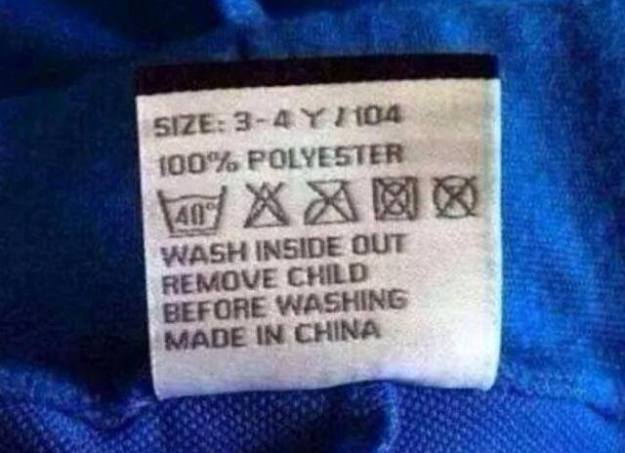 SIZE: 3-4 Y / 104
100% POLYESTER
40°
WASH INSIDE OUT
REMOVE CHILD
BEFORE WASHING
MADE IN CHINA